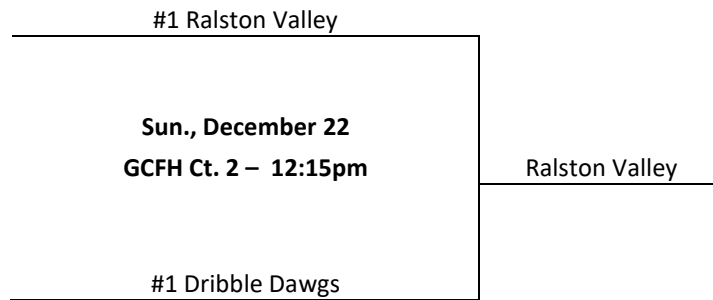 #1 Ralston Valley
Sun., December 22
GCFH Ct. 2 – 12:15pm
Ralston Valley
#1 Dribble Dawgs